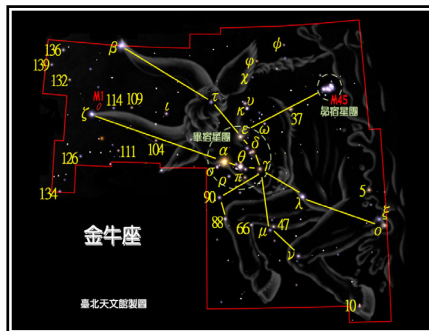 136
β
φ
139
φ
132
χ
M1
M45
τ
υ
κ
昴宿星團
114
109
ι
37
ζ
ε
ω
畢宿星團
δ
α
γ
104
θ
111
126
σ
ρ
π
134
90
λ
5
ξ
88
66
μ
47
ο
金牛座
ν
10
臺北天文館製圖